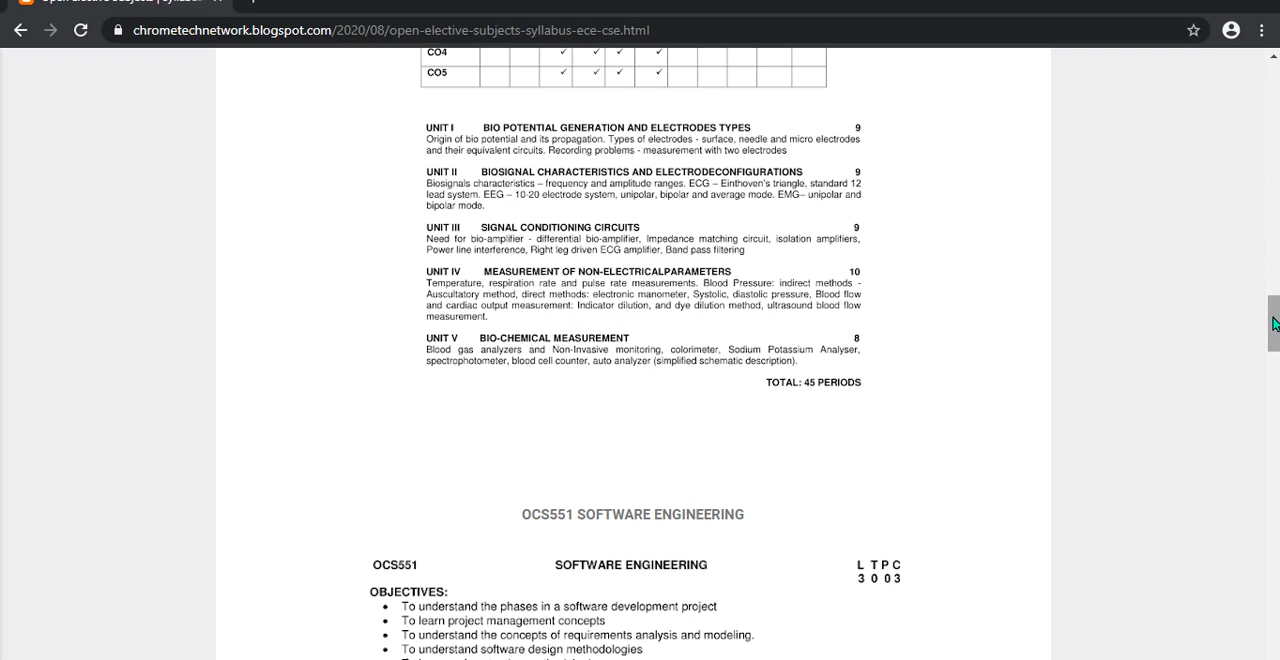 chrometechnetwork.blogspot.com/2020/08/open-elective-subjects-syllabus-ece-cse.html
CO4 ✓ ✓ ✓ ✓
CO5 ✓ ✓ ✓ ✓
UNIT I BIO POTENTIAL GENERATION AND ELECTRODES TYPES 9
Origin of bio potential and its propagation. Types of electrodes - surface, needle and micro electrodes
and their equivalent circuits. Recording problems - measurement with two electrodes
UNIT II BIOSIGNAL CHARACTERISTICS AND ELECTRODECONFIGURATIONS 9
Biosignals characteristics – frequency and amplitude ranges. ECG – Einthoven's triangle, standard 12
lead system. EEG – 10-20 electrode system, unipolar, bipolar and average mode. EMG– unipolar and
bipolar mode.
UNIT III SIGNAL CONDITIONING CIRCUITS 9
Need for bio-amplifier - differential bio-amplifier, Impedance matching circuit, isolation amplifiers,
Power line interference, Right leg driven ECG amplifier, Band pass filtering
UNIT IV MEASUREMENT OF NON-ELECTRICALPARAMETERS 10
Temperature, respiration rate and pulse rate measurements. Blood Pressure: indirect methods -
Auscultatory method, direct methods: electronic manometer, Systolic, diastolic pressure, Blood flow
and cardiac output measurement: Indicator dilution, and dye dilution method, ultrasound blood flow
measurement.
UNIT V BIO-CHEMICAL MEASUREMENT 8
Blood gas analyzers and Non-Invasive monitoring, colorimeter, Sodium Potassium Analyser,
spectrophotometer, blood cell counter, auto analyzer (simplified schematic description).
TOTAL: 45 PERIODS
OCS551 SOFTWARE ENGINEERING
OCS551 SOFTWARE ENGINEERING L T P C
3 0 0 3
OBJECTIVES:
• To understand the phases in a software development project
• To learn project management concepts
• To understand the concepts of requirements analysis and modeling.
• To understand software design methodologies